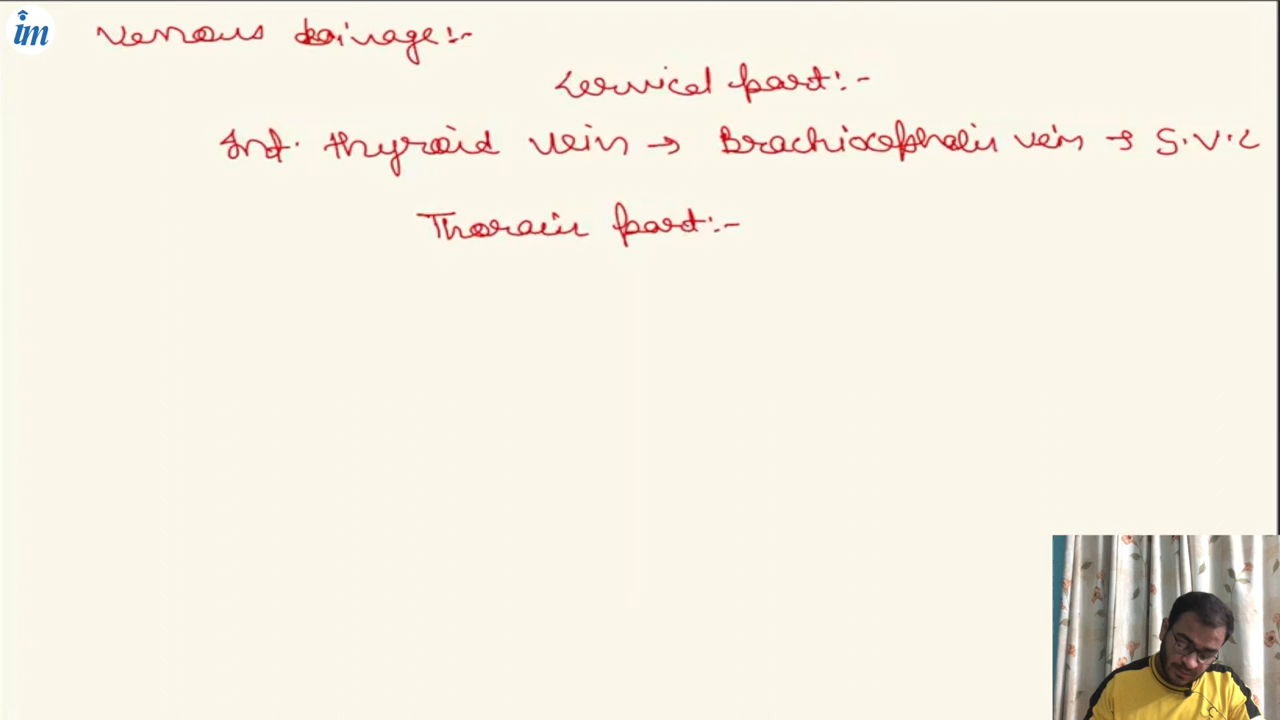 im
Venous drainage:-
Cervical part:-
Inf. thyroid vein → Brachiocephalic vein → S.V.C
Thoracic part:-